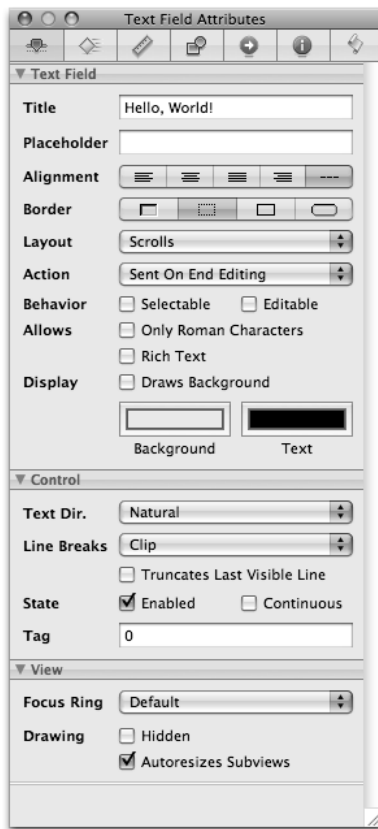 Text Field Attributes
Text Field
Title Hello, World!
Placeholder
Alignment
Border
Layout Scrolls
Action Sent On End Editing
Behavior Selectable Editable
Allows Only Roman Characters
Rich Text
Display Draws Background
Background Text
Control
Text Dir. Natural
Line Breaks Clip
Truncates Last Visible Line
State Enabled Continuous
Tag 0
View
Focus Ring Default
Drawing Hidden
Autoresizes Subviews